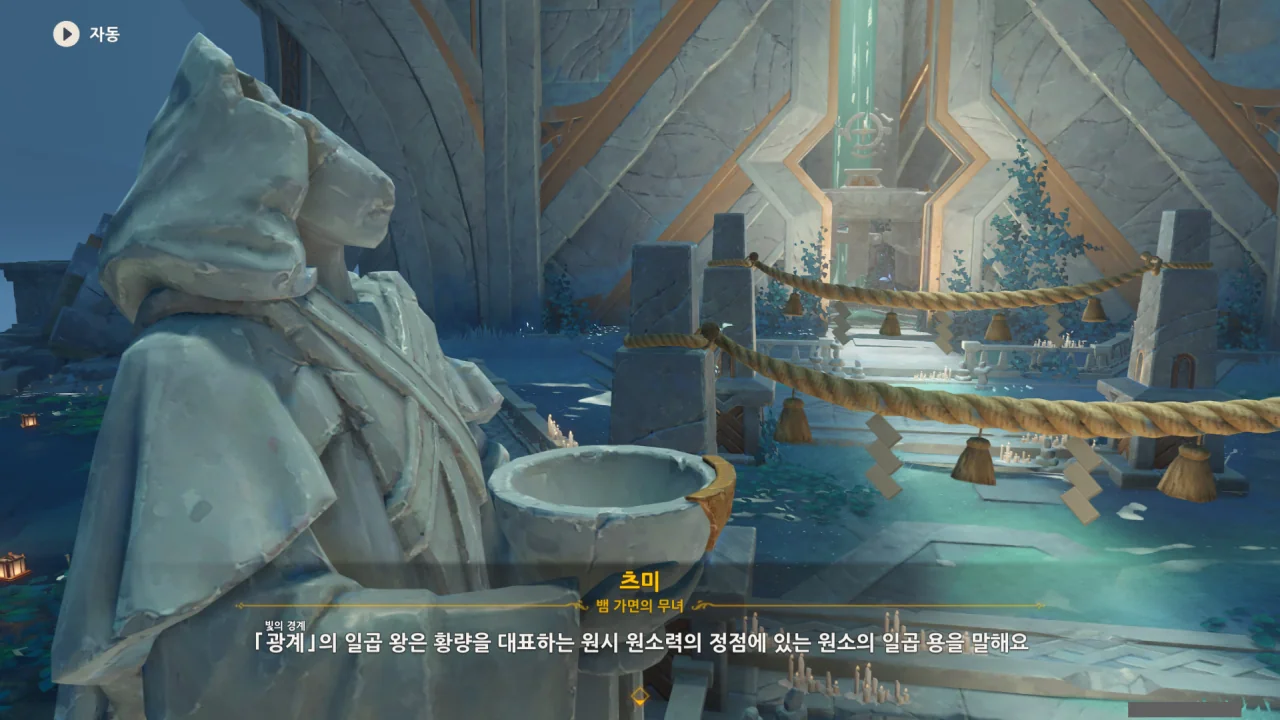 자동
츠미
뱀 가면의 무녀
빛의 경계
「광계」의 일곱 왕은 황량을 대표하는 원시 원소력의 정점에 있는 원소의 일곱 용을 말해요